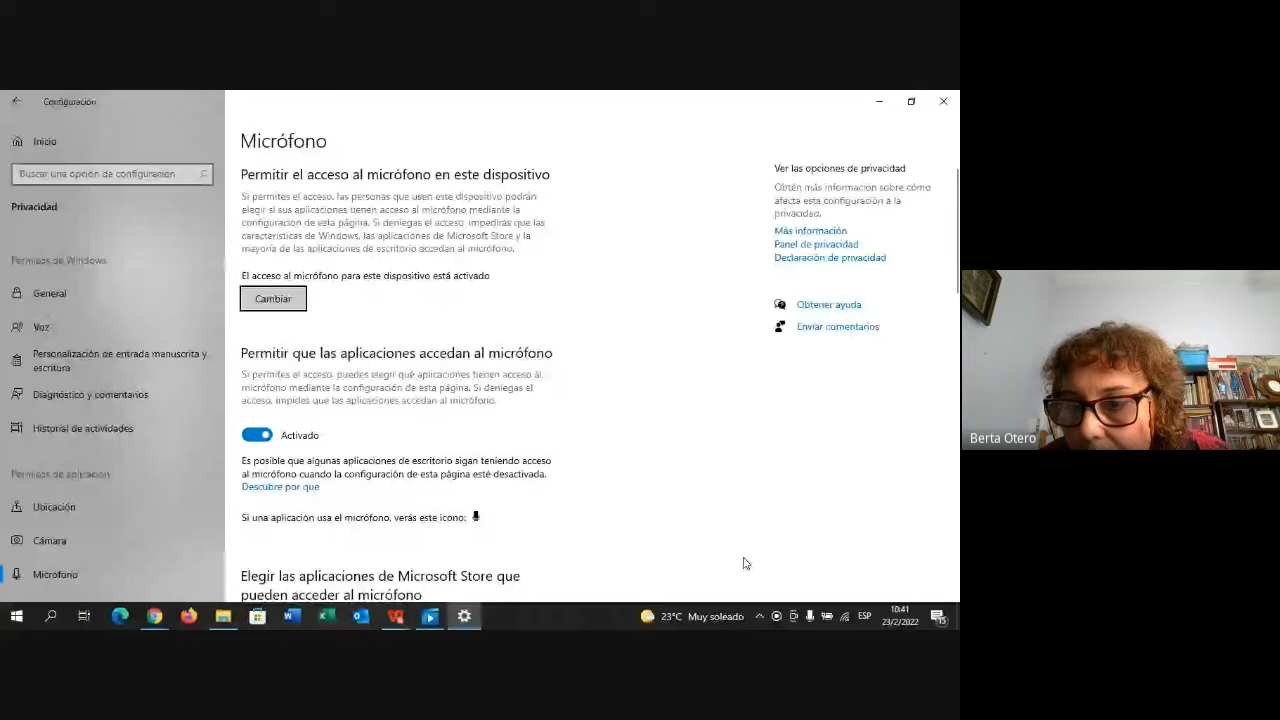 Configuración
Inicio
Buscar una opción de configuración
Privacidad
Permisos de Windows
General
Voz
Personalización de entrada manuscrita y
escritura
Diagnóstico y comentarios
Historial de actividades
Permisos de aplicación
Ubicación
Cámara
Micrófono
Micrófono
Permitir el acceso al micrófono en este dispositivo
Si permites el acceso, las personas que usen este dispositivo podrán
elegir si sus aplicaciones tienen acceso al micrófono mediante la
configuración de esta página. Si deniegas el acceso, impedirás que las
características de Windows, las aplicaciones de Microsoft Store y la
mayoría de las aplicaciones de escritorio accedan al micrófono.
El acceso al micrófono para este dispositivo está activado
Cambiar
Permitir que las aplicaciones accedan al micrófono
Si permites el acceso, puedes elegir qué aplicaciones tienen acceso al
micrófono mediante la configuración de esta página. Si deniegas el
acceso, impides que las aplicaciones accedan al micrófono.
Activado
Es posible que algunas aplicaciones de escritorio sigan teniendo acceso
al micrófono cuando la configuración de esta página esté desactivada.
Descubre por qué
Si una aplicación usa el micrófono, verás este icono:
Elegir las aplicaciones de Microsoft Store que
pueden acceder al micrófono
Ver las opciones de privacidad
Obtén más información sobre cómo
afecta esta configuración a la
privacidad.
Más información
Panel de privacidad
Declaración de privacidad
Obtener ayuda
Enviar comentarios
Berta Otero
23°C Muy soleado
ESP
10:41
23/2/2022
15